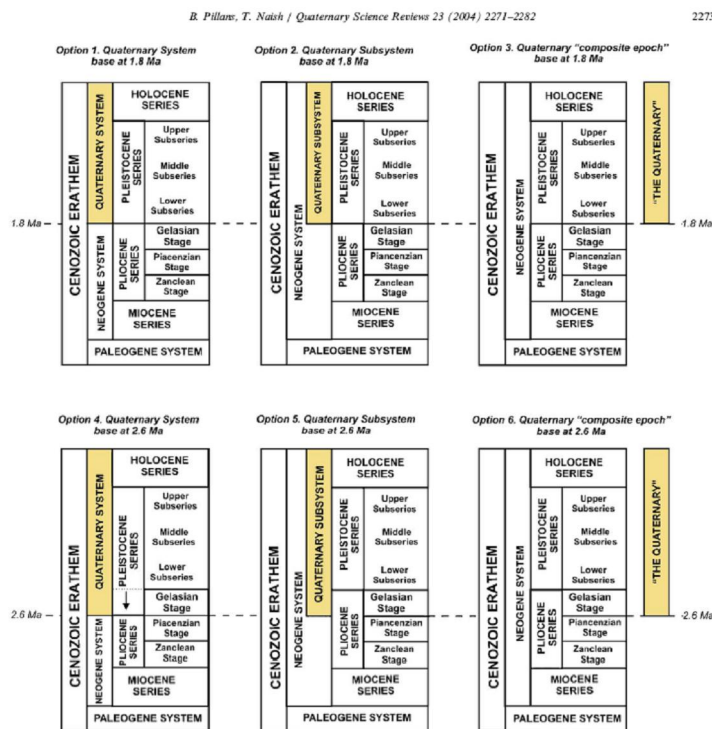 B. Pillans, T. Naish / Quaternary Science Reviews 23 (2004) 2271–2282
2273
Option 1. Quaternary System
base at 1.8 Ma
CENOZOIC ERATHEM
QUATERNARY SYSTEM
NEOGENE SYSTEM
HOLOCENE
SERIES
PLEISTOCENE
SERIES
Upper
Subseries
Middle
Subseries
Lower
Subseries
1.8 Ma
PLIOCENE
SERIES
Gelasian
Stage
Piacenzian
Stage
Zanclean
Stage
MIOCENE
SERIES
PALEOGENE SYSTEM
Option 2. Quaternary Subsystem
base at 1.8 Ma
CENOZOIC ERATHEM
NEOGENE SYSTEM
QUATERNARY SUBSYSTEM
HOLOCENE
SERIES
PLEISTOCENE
SERIES
Upper
Subseries
Middle
Subseries
Lower
Subseries
PLIOCENE
SERIES
Gelasian
Stage
Piancenzian
Stage
Zanclean
Stage
MIOCENE
SERIES
PALEOGENE SYSTEM
Option 3. Quaternary "composite epoch"
base at 1.8 Ma
CENOZOIC ERATHEM
NEOGENE SYSTEM
HOLOCENE
SERIES
PLEISTOCENE
SERIES
Upper
Subseries
Middle
Subseries
Lower
Subseries
PLIOCENE
SERIES
Gelasian
Stage
Piancenzian
Stage
Zanclean
Stage
MIOCENE
SERIES
PALEOGENE SYSTEM
"THE QUATERNARY"
1.8 Ma
Option 4. Quaternary System
base at 2.6 Ma
CENOZOIC ERATHEM
QUATERNARY SYSTEM
NEOGENE SYSTEM
HOLOCENE
SERIES
PLEISTOCENE
SERIES
Upper
Subseries
Middle
Subseries
Lower
Subseries
Gelasian
Stage
2.6 Ma
PLIOCENE
SERIES
Piacenzian
Stage
Zanclean
Stage
MIOCENE
SERIES
PALEOGENE SYSTEM
Option 5. Quaternary Subsystem
base at 2.6 Ma
CENOZOIC ERATHEM
NEOGENE SYSTEM
QUATERNARY SUBSYSTEM
HOLOCENE
SERIES
PLEISTOCENE
SERIES
Upper
Subseries
Middle
Subseries
Lower
Subseries
PLIOCENE
SERIES
Gelasian
Stage
Piancenzian
Stage
Zanclean
Stage
MIOCENE
SERIES
PALEOGENE SYSTEM
Option 6. Quaternary "composite epoch"
base at 2.6 Ma
CENOZOIC ERATHEM
NEOGENE SYSTEM
HOLOCENE
SERIES
PLEISTOCENE
SERIES
Upper
Subseries
Middle
Subseries
Lower
Subseries
PLIOCENE
SERIES
Gelasian
Stage
Piancenzian
Stage
Zanclean
Stage
MIOCENE
SERIES
PALEOGENE SYSTEM
"THE QUATERNARY"
2.6 Ma